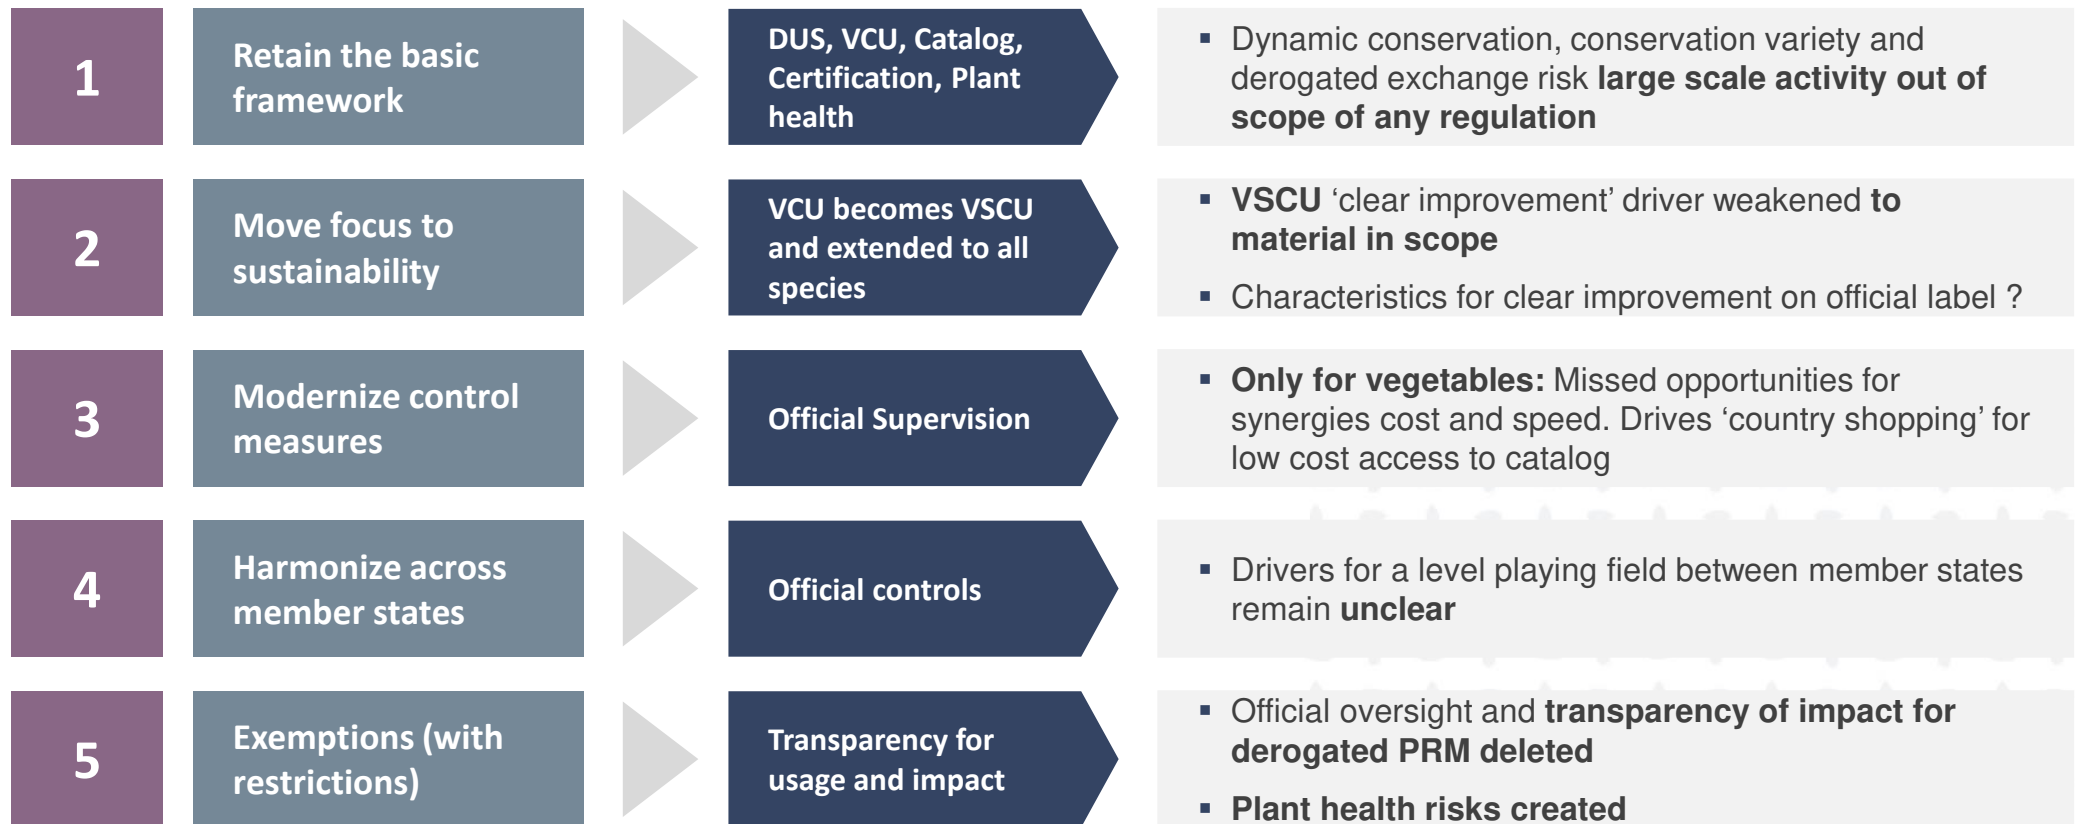 1
Retain the basic
framework
DUS, VCU, Catalog,
Certification, Plant
health
▪ Dynamic conservation, conservation variety and
derogated exchange risk large scale activity out of
scope of any regulation
2
Move focus to
sustainability
VCU becomes VSCU
and extended to all
species
▪ VSCU ‘clear improvement’ driver weakened to
material in scope
▪ Characteristics for clear improvement on official label ?
3
Modernize control
measures
Official Supervision
▪ Only for vegetables: Missed opportunities for
synergies cost and speed. Drives ‘country shopping’ for
low cost access to catalog
4
Harmonize across
member states
Official controls
▪ Drivers for a level playing field between member states
remain unclear
5
Exemptions (with
restrictions)
Transparency for
usage and impact
▪ Official oversight and transparency of impact for
derogated PRM deleted
▪ Plant health risks created